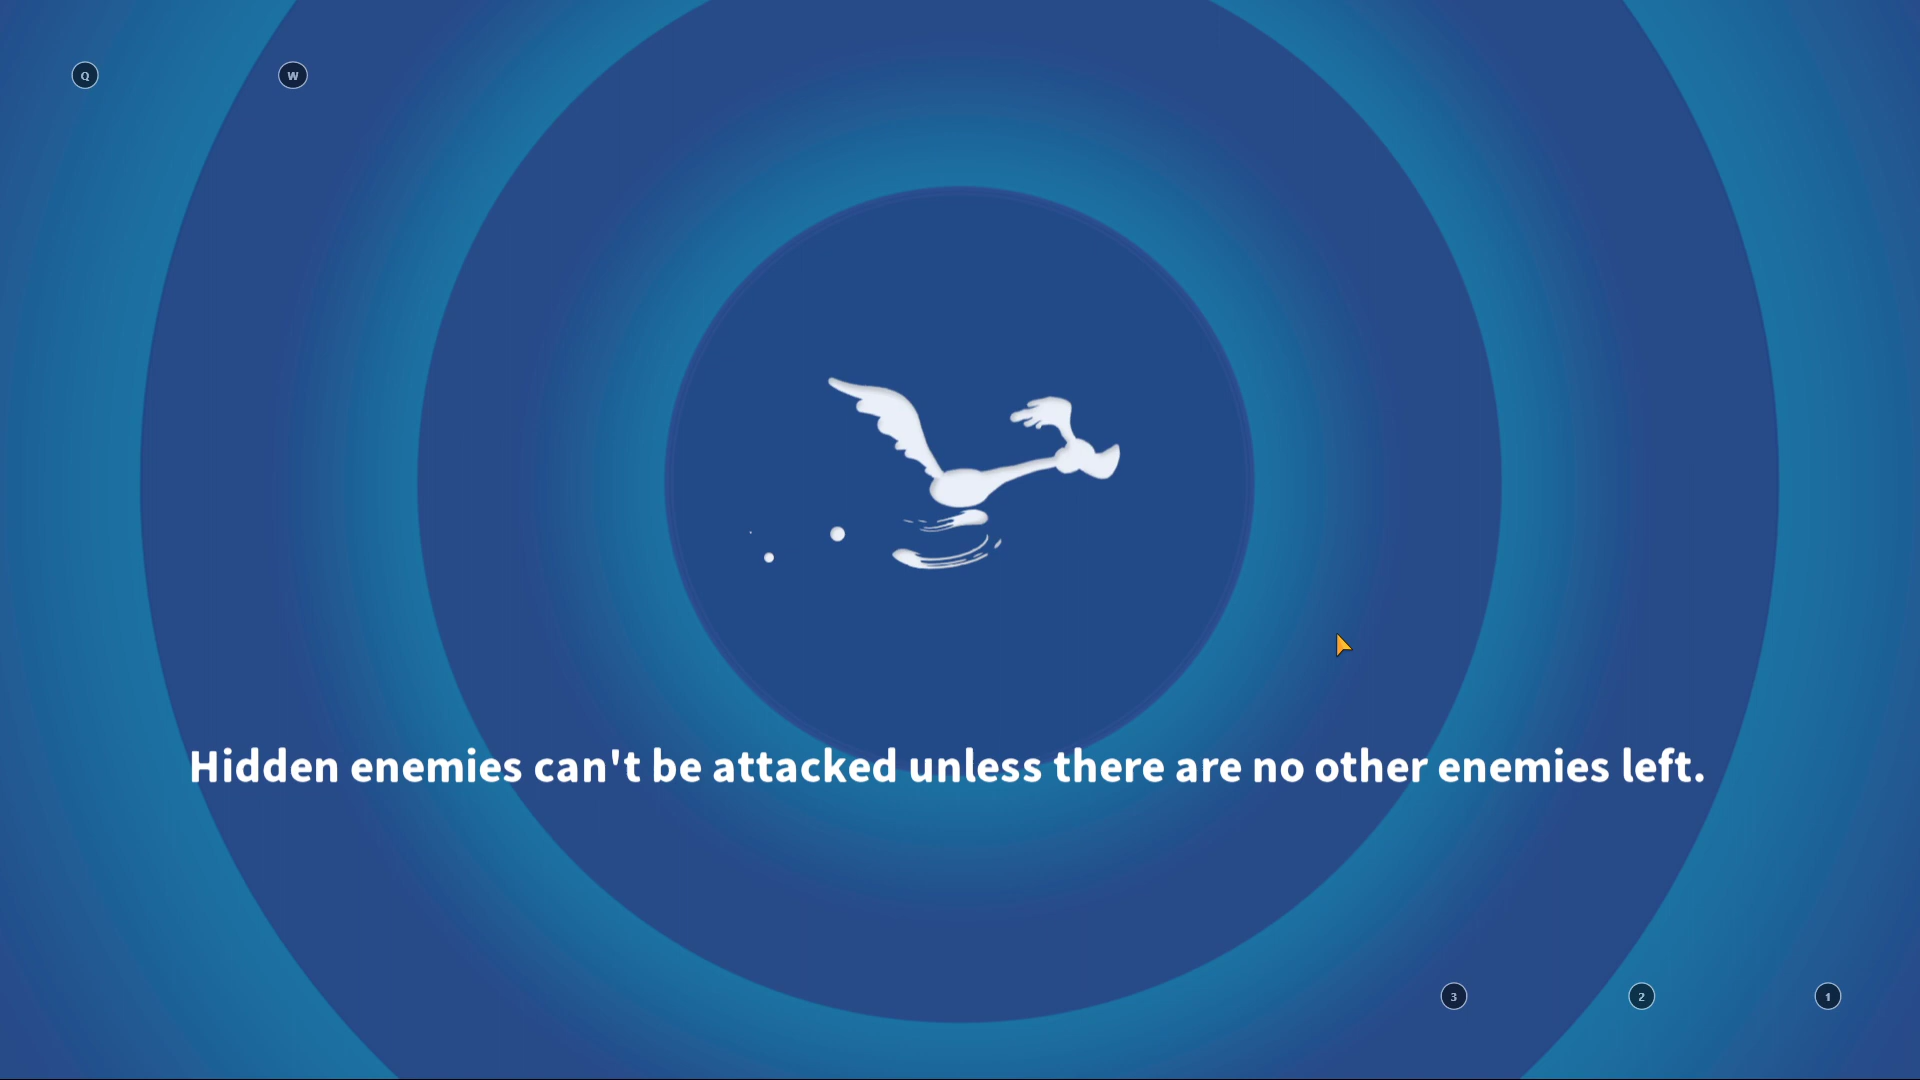 Q
W
Hidden enemies can't be attacked unless there are no other enemies left.
3
2
1